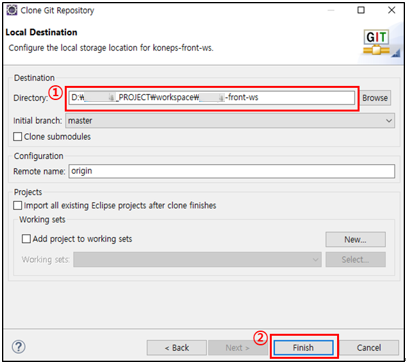 Clone Git Repository
Local Destination
Configure the local storage location for koneps-front-ws.
GIT
Destination
①
Directory: D:₩ _PROJECT₩workspace₩ -front-ws Browse
Initial branch: master
Clone submodules
Configuration
Remote name: origin
Projects
Import all existing Eclipse projects after clone finishes
Working sets
Add project to working sets New...
Working sets: Select...
②
? < Back Next > Finish Cancel